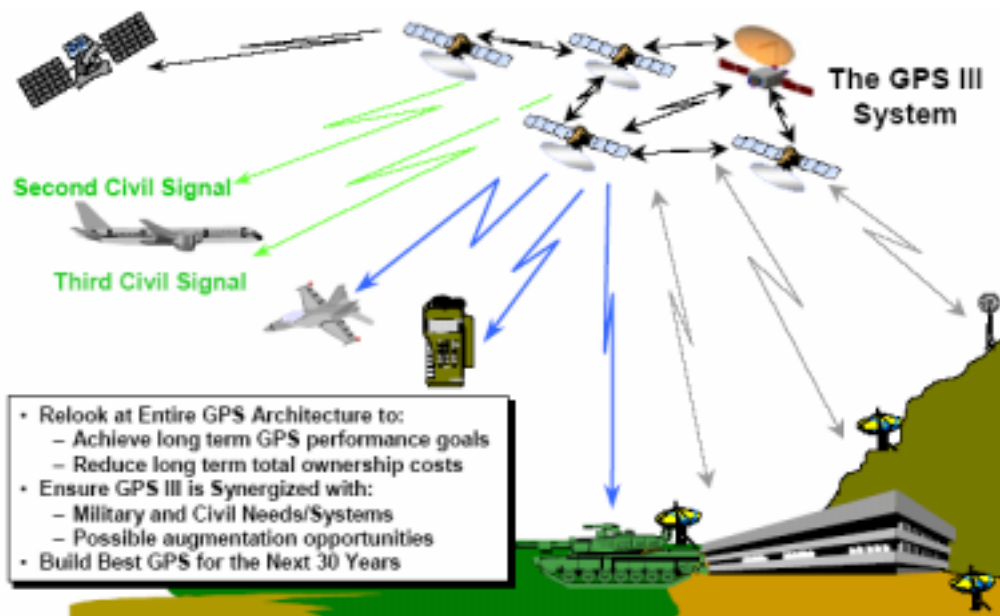 The GPS III
System
Second Civil Signal
Third Civil Signal
• Relook at Entire GPS Architecture to:
– Achieve long term GPS performance goals
– Reduce long term total ownership costs
• Ensure GPS III is Synergized with:
– Military and Civil Needs/Systems
– Possible augmentation opportunities
• Build Best GPS for the Next 30 Years